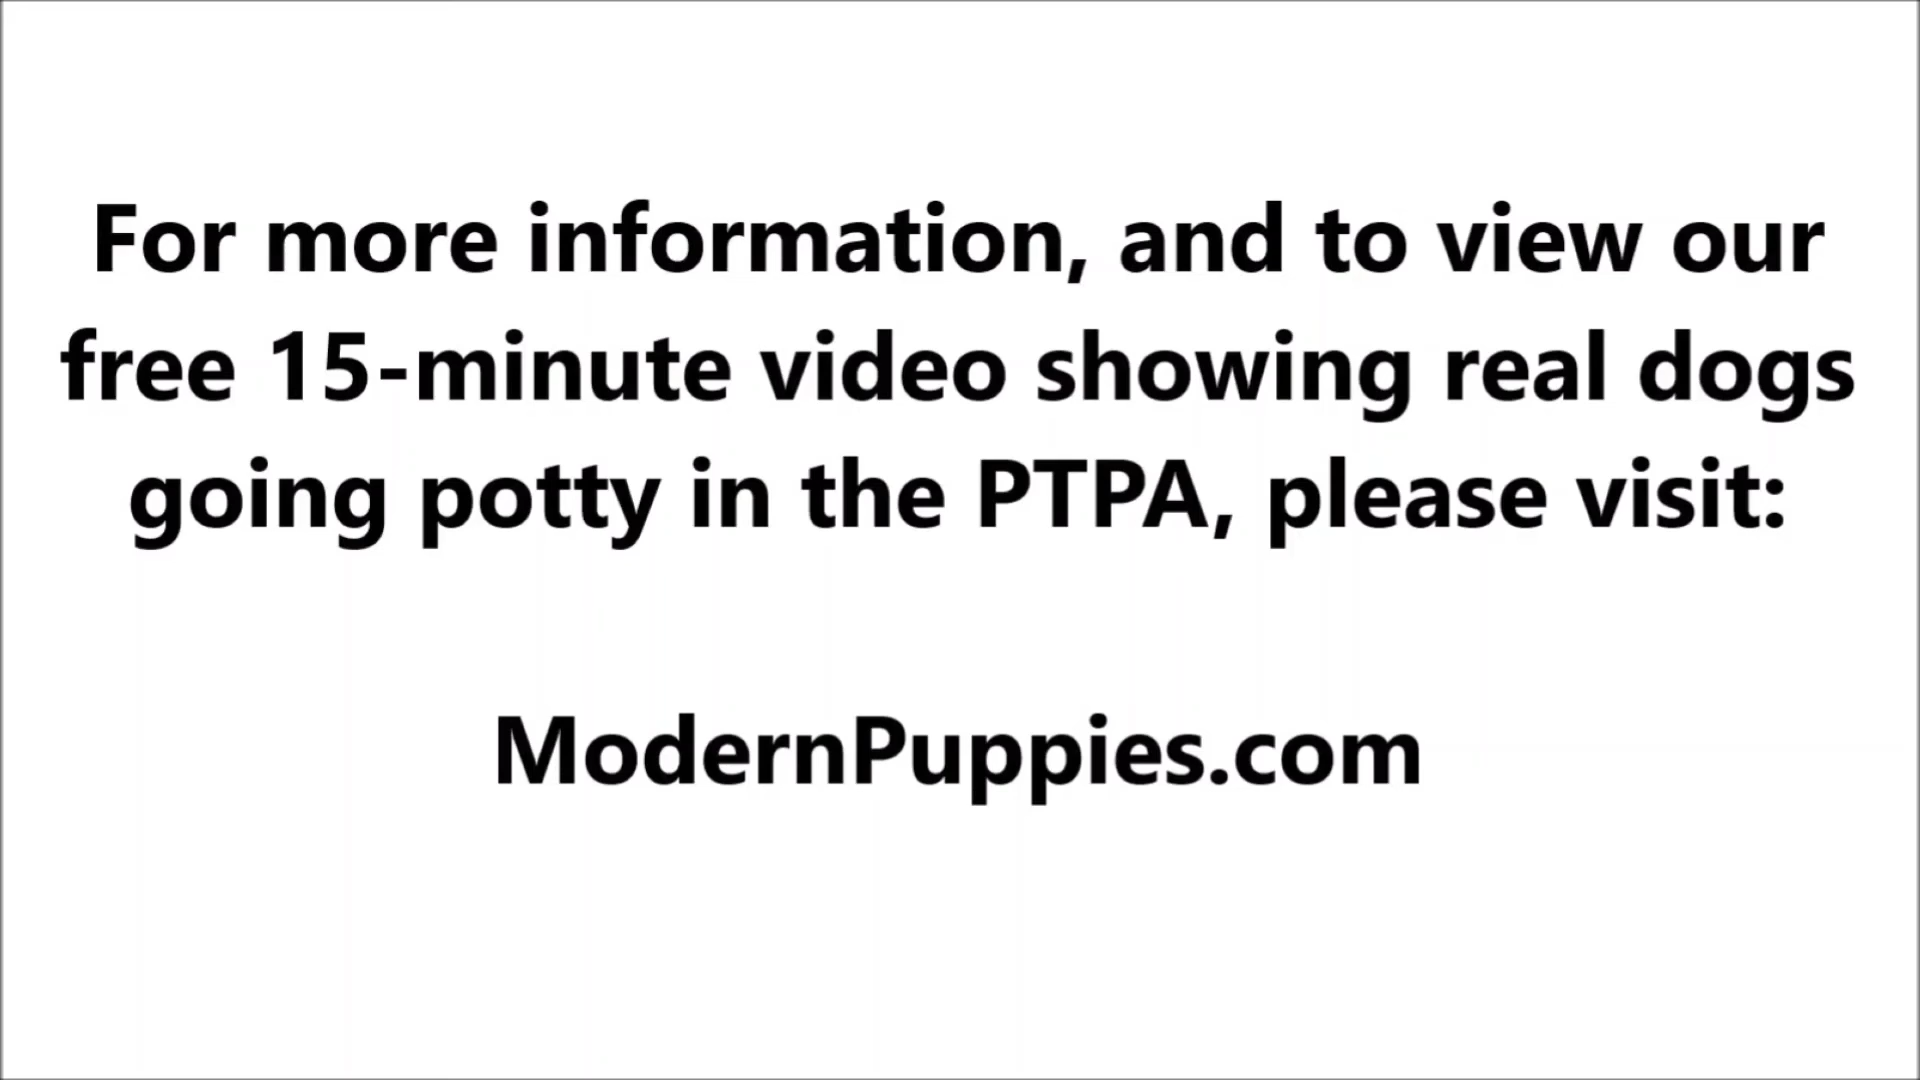 For more information, and to view our
free 15-minute video showing real dogs
going potty in the PTPA, please visit:
ModernPuppies.com